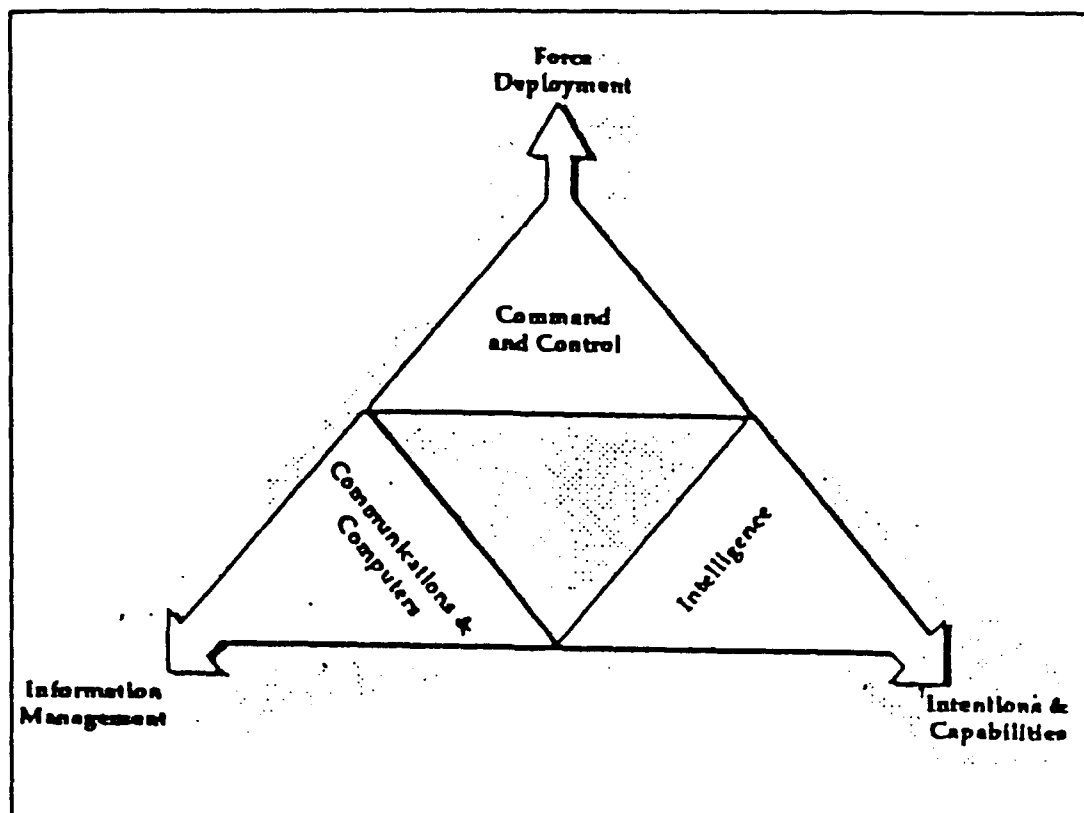 Force
Deployment
Command
and Control
Communications &
Computers
Intelligence
Information
Management
Intentions &
Capabilities